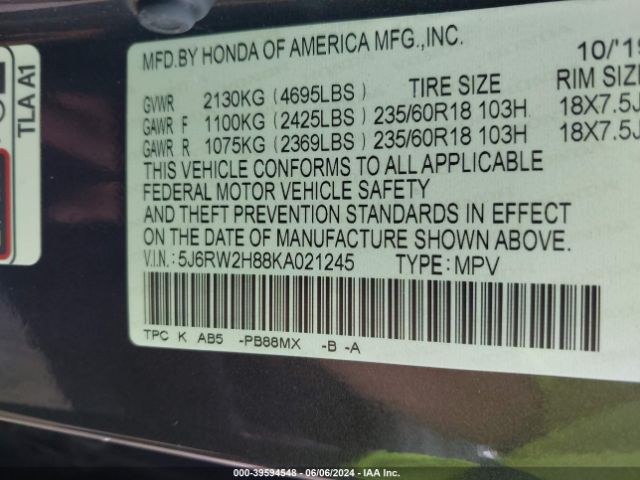 MFD.BY HONDA OF AMERICA MFG.,INC. 10/'1
GVWR 2130KG (4695LBS) TIRE SIZE RIM SIZE
GAWR F 1100KG (2425LBS) 235/60R18 103H 18X7.5J
GAWR R 1075KG (2369LBS) 235/60R18 103H 18X7.5J
THIS VEHICLE CONFORMS TO ALL APPLICABLE
FEDERAL MOTOR VEHICLE SAFETY
AND THEFT PREVENTION STANDARDS IN EFFECT
ON THE DATE OF MANUFACTURE SHOWN ABOVE.
V.I.N.: 5J6RW2H88KA021245 TYPE: MPV
TPC K AB5 -PB88MX -B -A
TLA A1
000-39594548 - 06/06/2024 - IAA Inc.